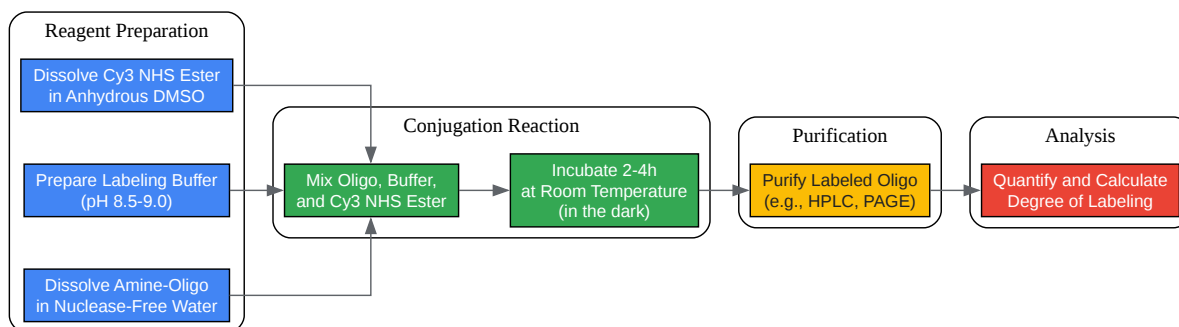 Reagent Preparation
Dissolve Cy3 NHS Ester
in Anhydrous DMSO
Prepare Labeling Buffer
(pH 8.5-9.0)
Dissolve Amine-Oligo
in Nuclease-Free Water
Conjugation Reaction
Mix Oligo, Buffer,
and Cy3 NHS Ester
Incubate 2-4h
at Room Temperature
(in the dark)
Purification
Purify Labeled Oligo
(e.g., HPLC, PAGE)
Analysis
Quantify and Calculate
Degree of Labeling